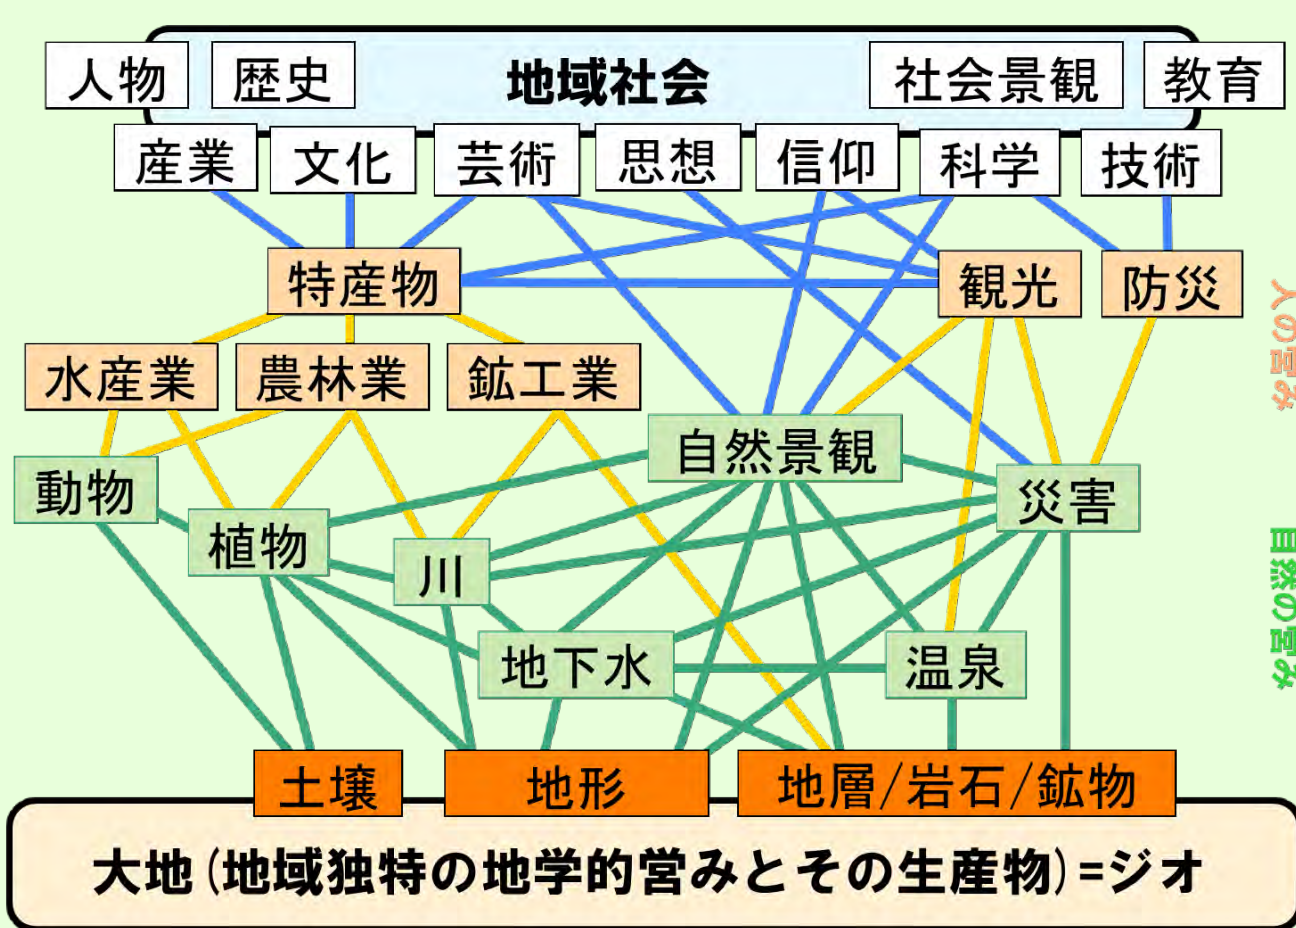 人物
歴史
地域社会
社会景観
教育
産業
文化
芸術
思想
信仰
科学
技術
特産物
観光
防災
人の営み
水産業
農林業
鉱工業
自然景観
動物
災害
植物
川
自然の営み
地下水
温泉
土壌
地形
地層/岩石/鉱物
大地(地域独特の地学的営みとその生産物)=ジオ